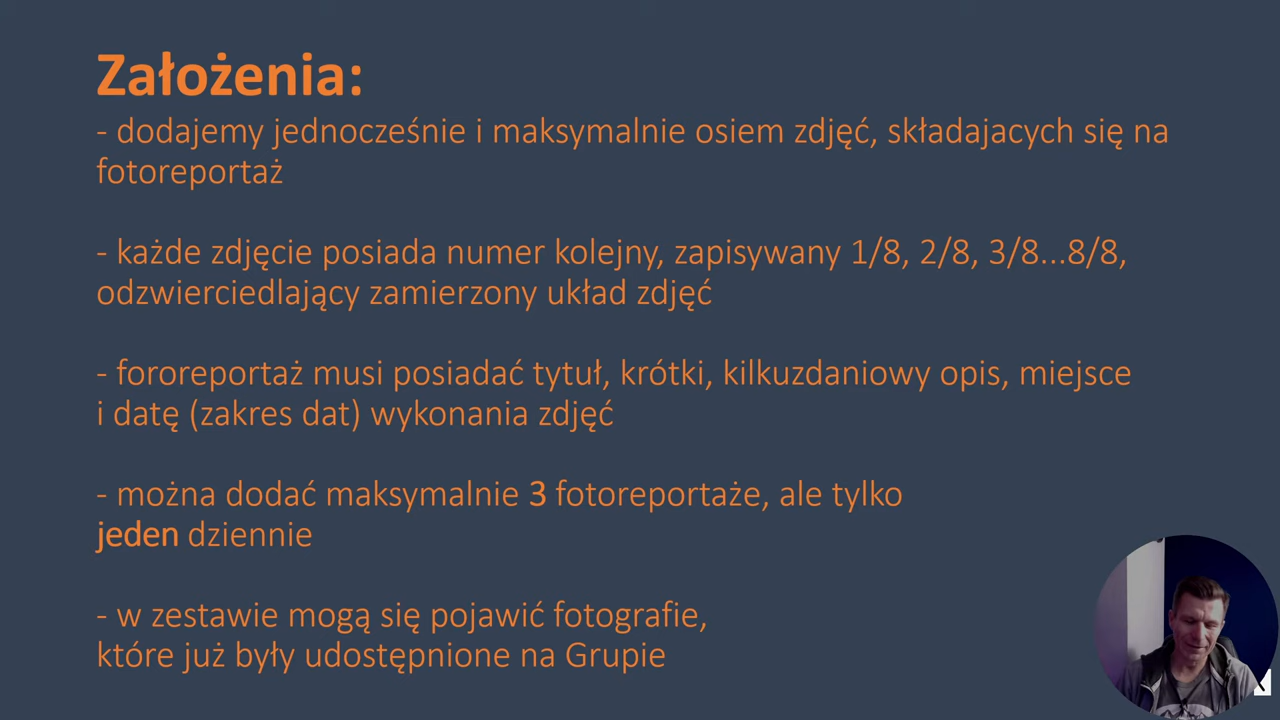 Założenia:
- dodajemy jednocześnie i maksymalnie osiem zdjęć, składajacych się na
fotoreportaż
- każde zdjęcie posiada numer kolejny, zapisywany 1/8, 2/8, 3/8...8/8,
odzwierciedlający zamierzony układ zdjęć
- fororeportaż musi posiadać tytuł, krótki, kilkuzdaniowy opis, miejsce
i datę (zakres dat) wykonania zdjęć
- można dodać maksymalnie 3 fotoreportaże, ale tylko
jeden dziennie
- w zestawie mogą się pojawić fotografie,
które już były udostępnione na Grupie